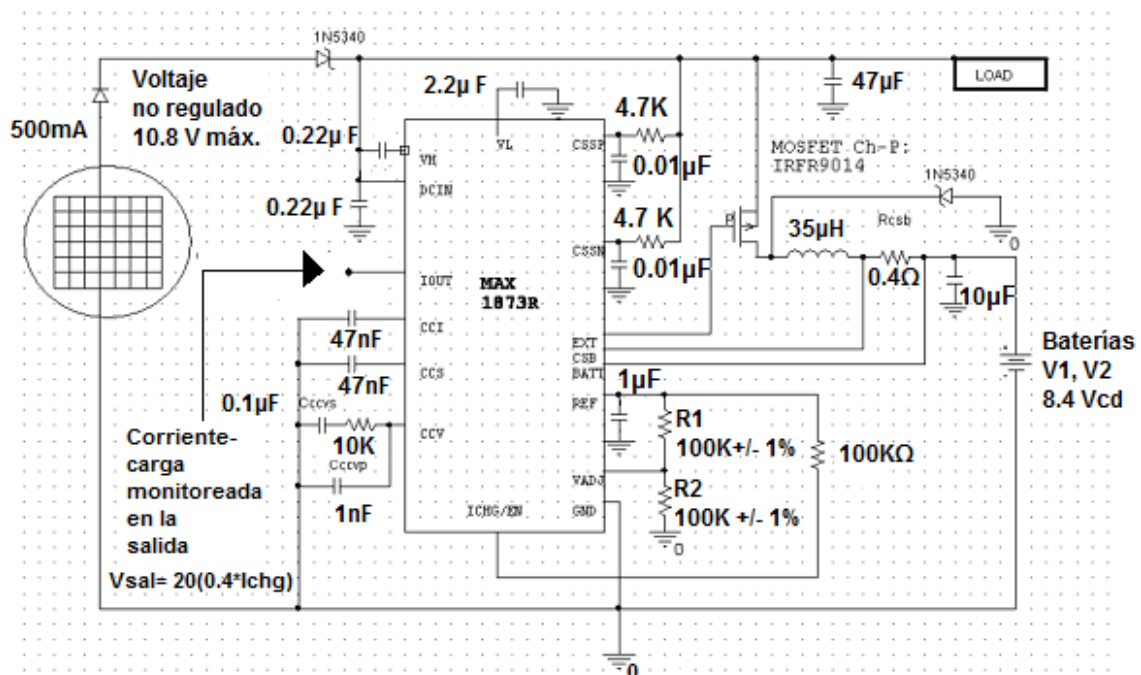 1N5340
Voltaje
no regulado
10.8 V máx.
500mA
2.2µ F
0.22µ F
0.22µ F
VL
VH
DCIN
CSSP
4.7K
0.01µF
47µF
LOAD
MOSFET Ch-P:
IRFR9014
1N5340
4.7 K
CSSN
0.01µF
P
35µH
Rcsb
0.4Ω
10µF
0
IOUT
MAX
1873R
CCI
47nF
CCS
47nF
0.1µF
Cccvs
10K
CCV
Cccvp
1nF
EXT
CSB
BATT
1µF
REF
R1
100K+/- 1%
100KΩ
VADJ
R2
100K +/- 1%
GND
ICHG/EN
0
Baterías
V1, V2
8.4 Vcd
Corriente-
carga
monitoreada
en la
salida
Vsal= 20(0.4*Ichg)
0